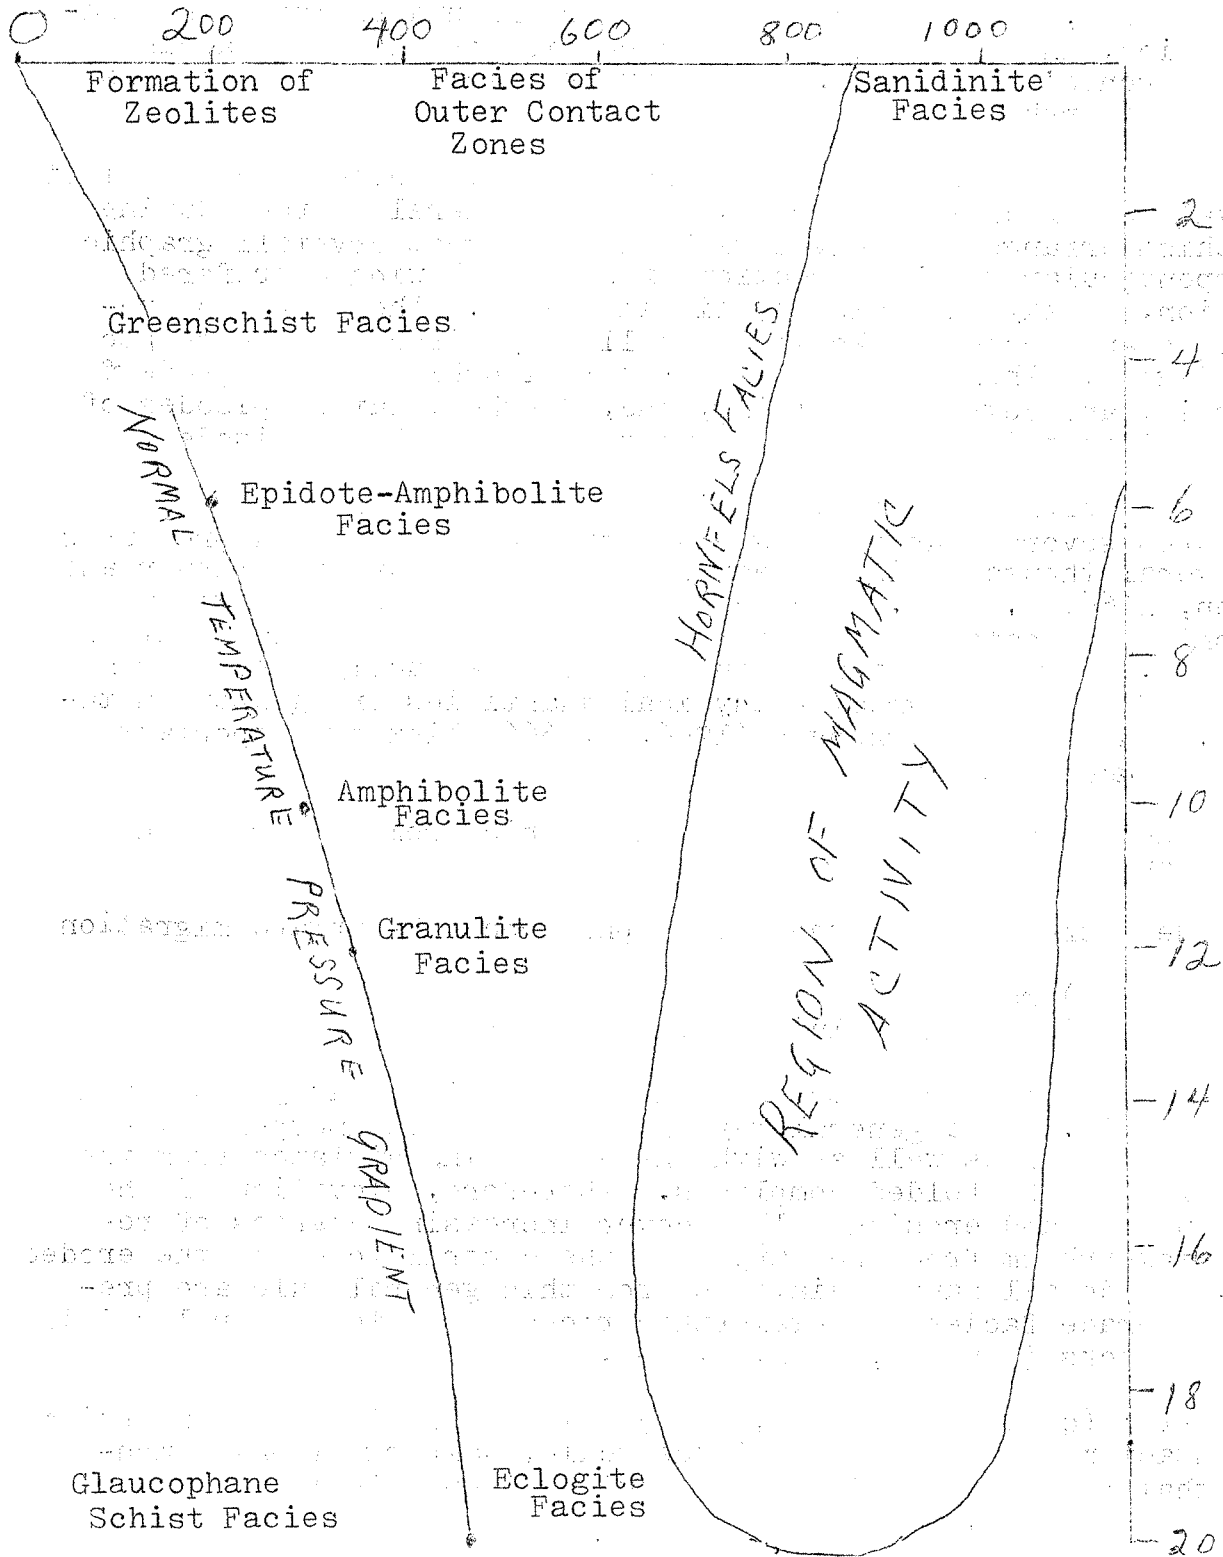 0 200 400 600 800 1000
Formation of
Zeolites
Facies of
Outer Contact
Zones
Sanidinite
Facies
2
Greenschist Facies
4
HORNFELS FACIES
NORMAL TEMPERATURE PRESSURE GRADIENT
Epidote-Amphibolite
Facies
6
REGION OF MAGMATIC
ACTIVITY
8
Amphibolite
Facies
10
Granulite
Facies
12
14
16
18
Glaucophane
Schist Facies
Eclogite
Facies
20